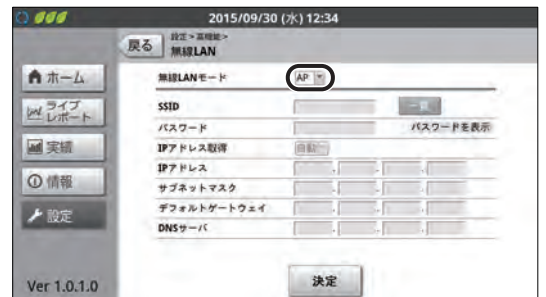 2015/09/30 (水) 12:34
戻る
設定 > 高機能 >
無線LAN
ホーム
ライブ
レポート
実績
情報
設定
Ver 1.0.1.0
無線LANモード AP
SSID 一覧
パスワード パスワードを表示
IPアドレス取得 自動
IPアドレス . . .
サブネットマスク . . .
デフォルトゲートウェイ . . .
DNSサーバ . . .
決定